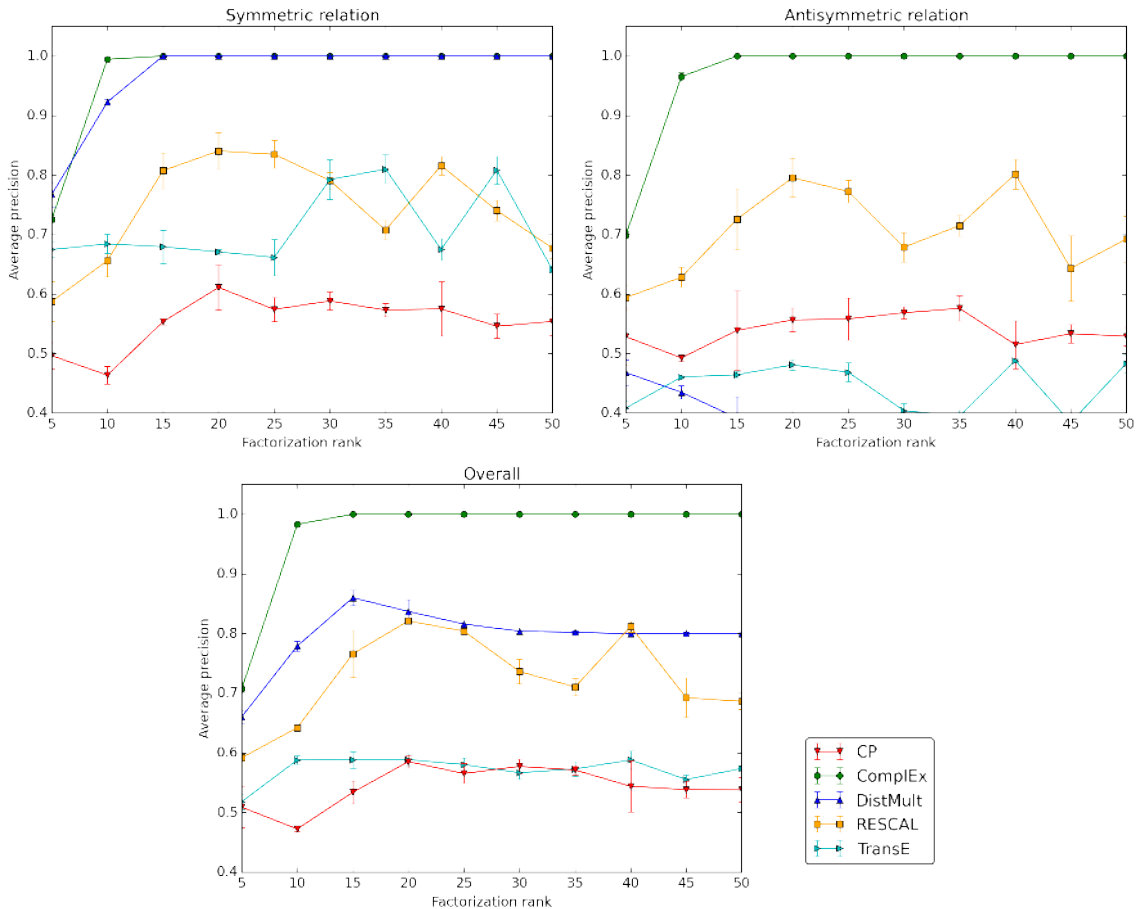 Symmetric relation
1.0
0.9
0.8
0.7
0.6
0.5
0.4
Average precision
5 10 15 20 25 30 35 40 45 50
Factorization rank
Antisymmetric relation
1.0
0.9
0.8
0.7
0.6
0.5
0.4
Average precision
5 10 15 20 25 30 35 40 45 50
Factorization rank
Overall
1.0
0.9
0.8
0.7
0.6
0.5
0.4
Average precision
5 10 15 20 25 30 35 40 45 50
Factorization rank
CP
ComplEx
DistMult
RESCAL
TransE